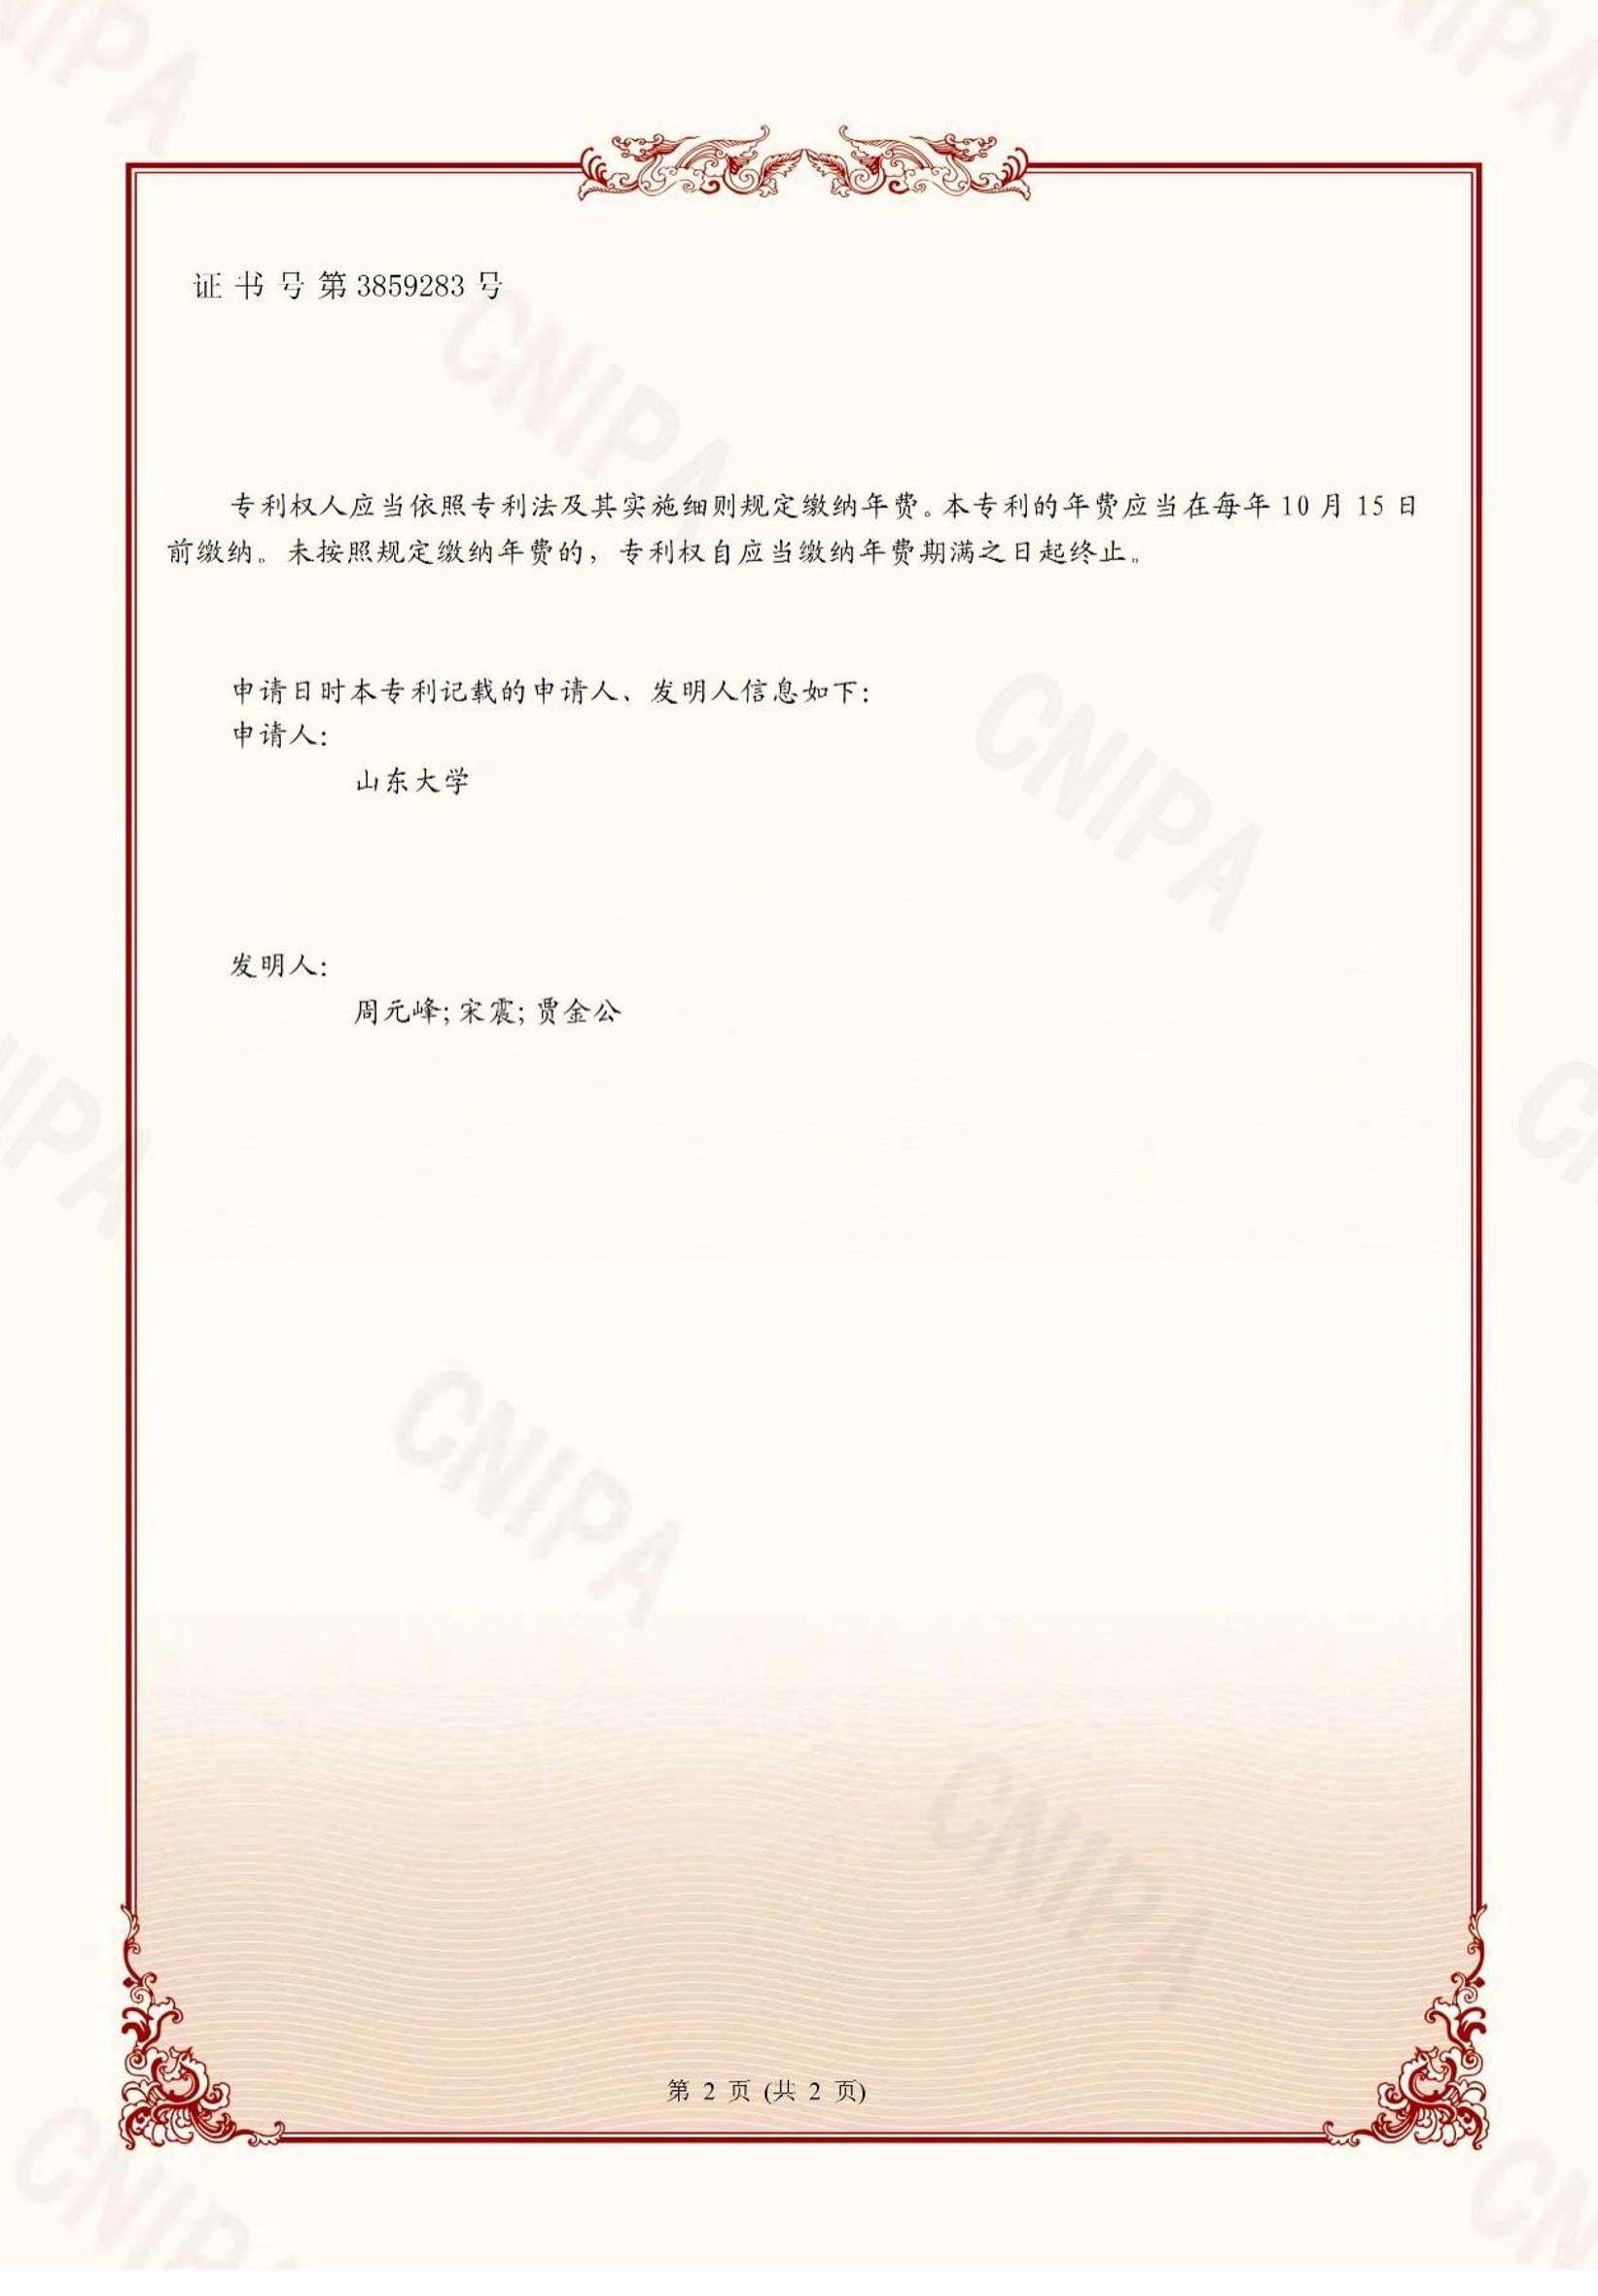 证书号第3859283号
专利权人应当依照专利法及其实施细则规定缴纳年费。本专利的年费应当在每年10月15日
前缴纳。未按照规定缴纳年费的，专利权自应当缴纳年费期满之日起终止。
申请日时本专利记载的申请人、发明人信息如下：
申请人：
山东大学
发明人：
周元峰;宋震;贾金公
第 2 页 (共 2 页)
CNIPA
CNIPA
CNIPA
CNIPA